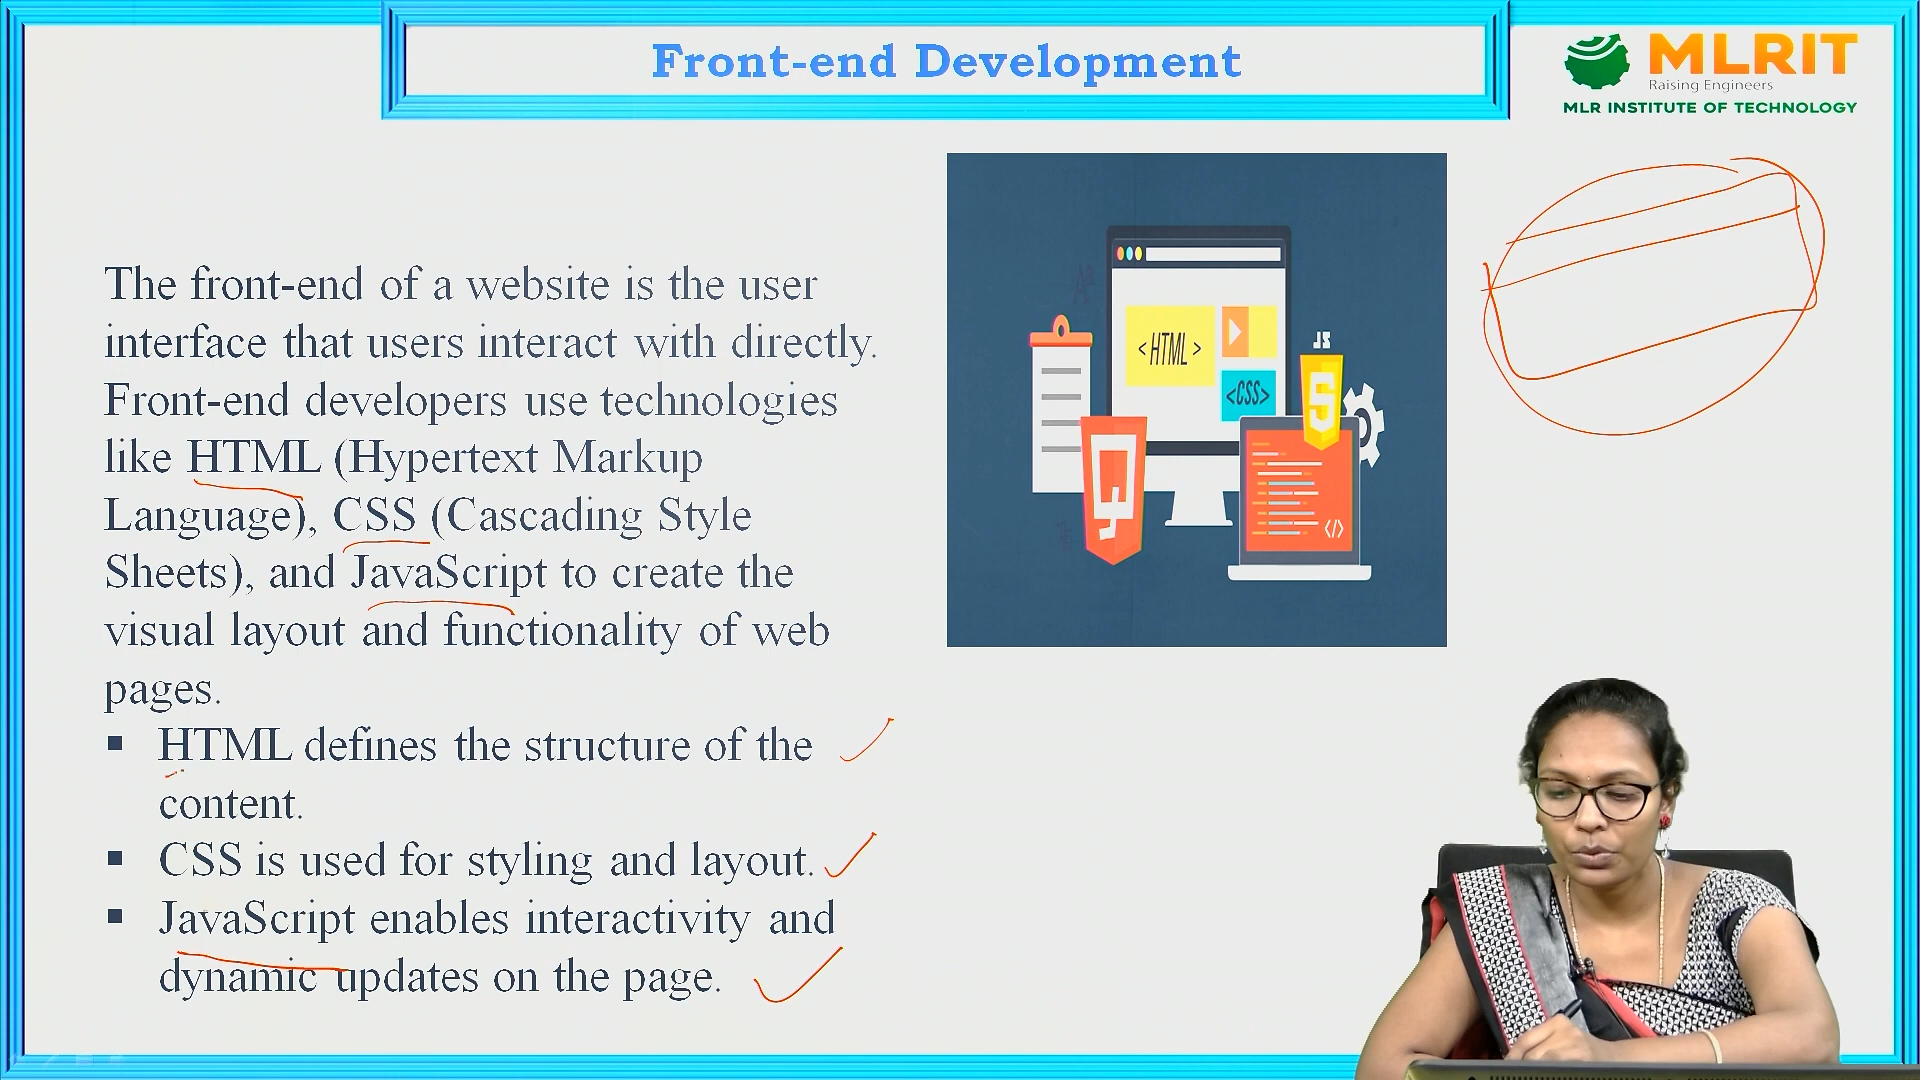 Front-end Development
MLRIT
Raising Engineers
MLR INSTITUTE OF TECHNOLOGY
The front-end of a website is the user
interface that users interact with directly.
Front-end developers use technologies
like HTML (Hypertext Markup
Language), CSS (Cascading Style
Sheets), and JavaScript to create the
visual layout and functionality of web
pages.
▪ HTML defines the structure of the
content.
▪ CSS is used for styling and layout.
▪ JavaScript enables interactivity and
dynamic updates on the page.
<HTML>
<CSS>
JS
5
</>